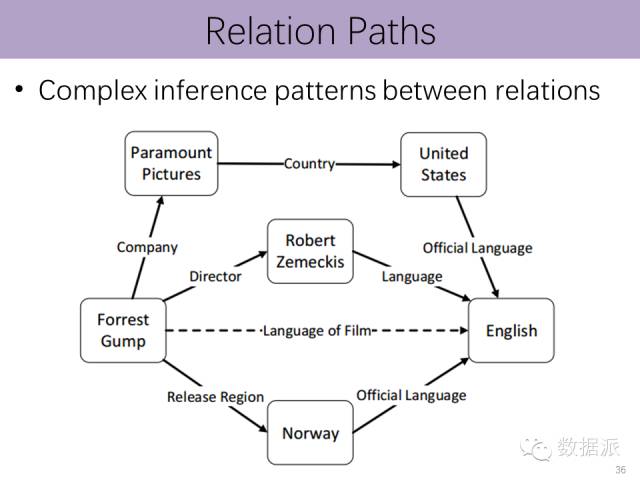 Relation Paths
• Complex inference patterns between relations
Paramount
Pictures
Country
United
States
Company
Robert
Zemeckis
Official Language
Director
Language
Forrest
Gump
Language of Film
English
Release Region
Official Language
Norway
数据派
36